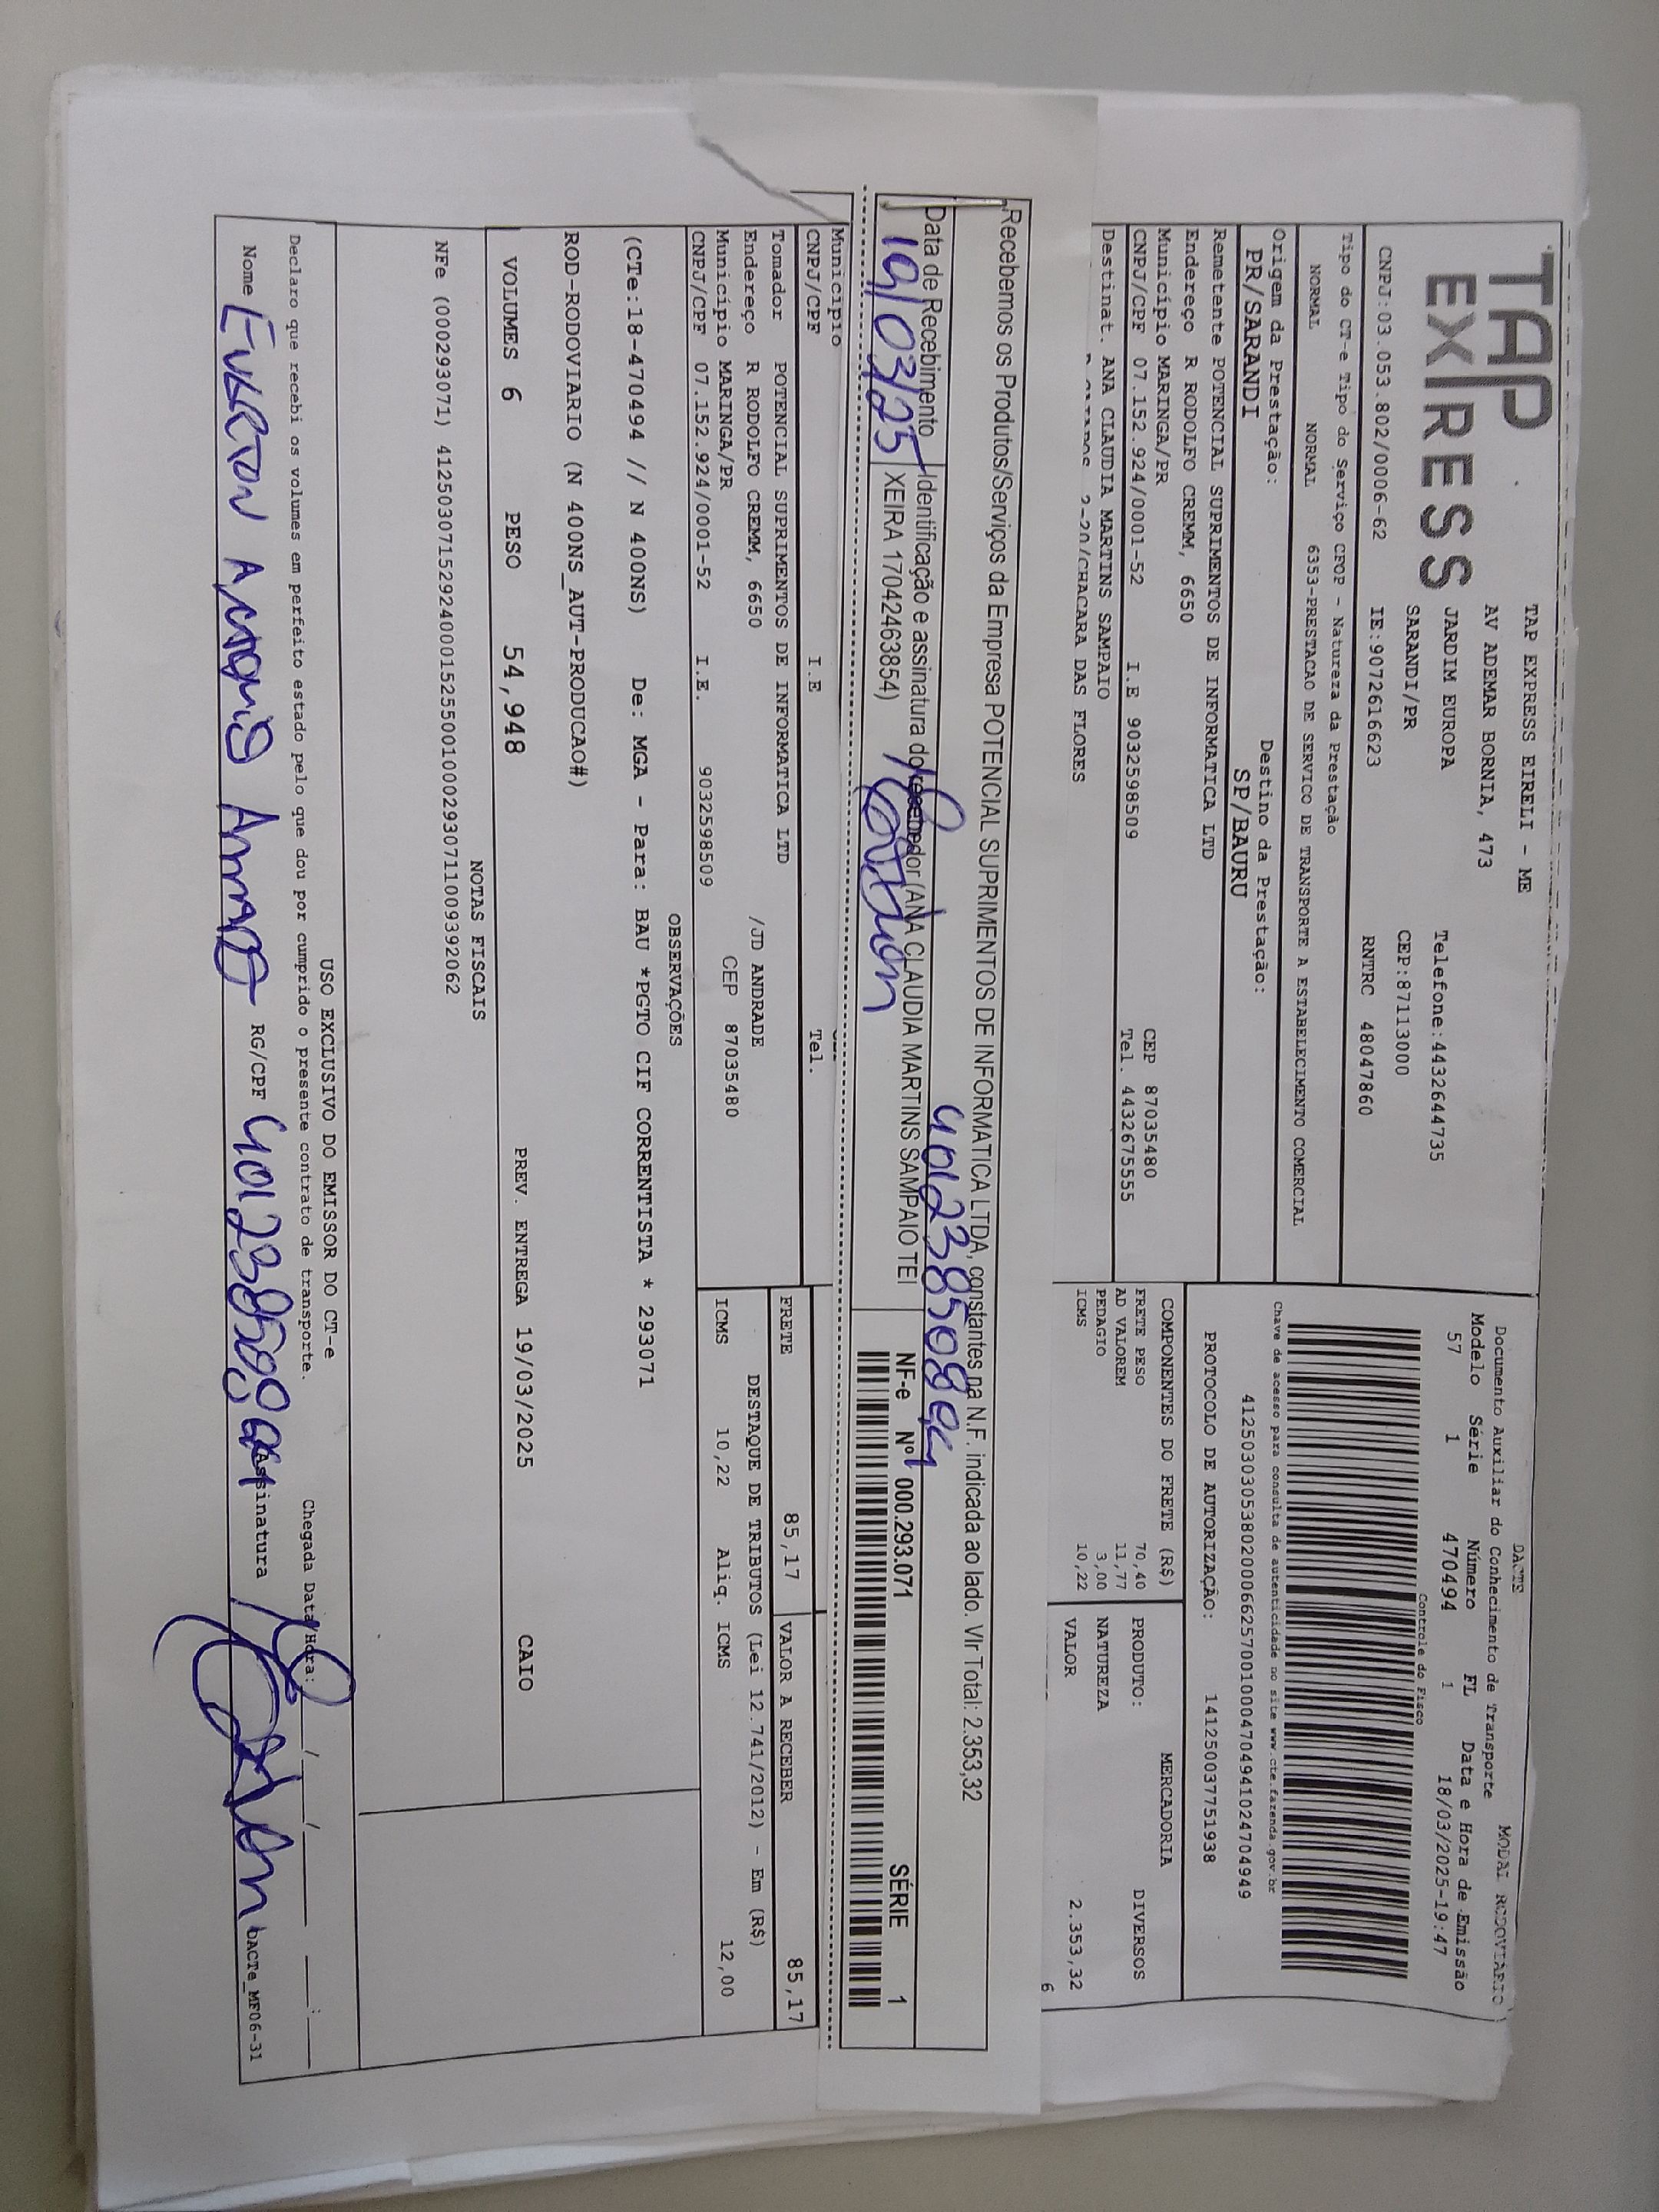 TAP EXPRESS
TAP EXPRESS EIRELI - ME
AV ADEMAR BORNIA, 473
JARDIM EUROPA Telefone:4432644735
SARANDI/PR CEP:87113000
CNPJ:03.053.802/0006-62 IE:9072616623 RNTRC 48047860
DACTE MODAL RODOVIARIO
Documento Auxiliar do Conhecimento de Transporte
Modelo Série Número FL Data e Hora de Emissão
57 1 470494 1 18/03/2025-19:47
Controle do Fisco
Chave de acesso para consulta de autenticidade no site www.cte.fazenda.gov.br
41250303053802000662570010004704941024704949
PROTOCOLO DE AUTORIZAÇÃO: 141250037751938
Tipo do CT-e Tipo do Serviço CFOP - Natureza da Prestação
NORMAL NORMAL 6353-PRESTACAO DE SERVICO DE TRANSPORTE A ESTABELECIMENTO COMERCIAL
Origem da Prestação: Destino da Prestação:
PR/SARANDI SP/BAURU
Remetente POTENCIAL SUPRIMENTOS DE INFORMATICA LTD
Endereço R RODOLFO CREMM, 6650
Município MARINGA/PR CEP 87035480
CNPJ/CPF 07.152.924/0001-52 I.E 9032598509 Tel. 4432675555
Destinat. ANA CLAUDIA MARTINS SAMPAIO
2-20/CHACARA DAS FLORES
COMPONENTES DO FRETE (R$)
FRETE PESO 70,40
AD VALOREM 11,77
PEDAGIO 3,00
ICMS 10,22
MERCADORIA
PRODUTO: DIVERSOS
NATUREZA
VALOR 2.353,32
6
Recebemos os Produtos/Serviços da Empresa POTENCIAL SUPRIMENTOS DE INFORMATICA LTDA, constantes na N.F. indicada ao lado. Vlr Total: 2.353,32
401238508
Data de Recebimento Identificação e assinatura do recebedor (ANA CLAUDIA MARTINS SAMPAIO TEI
19/03/25 XEIRA 17042463854)
NF-e Nº 000.293.071 SÉRIE 1
Município
CNPJ/CPF I.E Tel.
Tomador POTENCIAL SUPRIMENTOS DE INFORMATICA LTD
Endereço R RODOLFO CREMM, 6650 /JD ANDRADE
Município MARINGA/PR CEP 87035480
CNPJ/CPF 07.152.924/0001-52 I.E. 9032598509
FRETE 85,17 VALOR A RECEBER 85,17
DESTAQUE DE TRIBUTOS (Lei 12.741/2012) - Em (R$)
ICMS 10,22 Aliq. ICMS 12,00
OBSERVAÇÕES
(CTe:18-470494 // N 400NS) De: MGA - Para: BAU *PGTO CIF CORRENTISTA * 293071
ROD-RODOVIARIO (N 400NS_AUT-PRODUCAO#)
VOLUMES 6 PESO 54,948 PREV. ENTREGA 19/03/2025 CAIO
NOTAS FISCAIS
NFe (000293071) 41250307152924000152550010002930711009392062
USO EXCLUSIVO DO EMISSOR DO CT-e
Declaro que recebi os volumes em perfeito estado pelo que dou por cumprido o presente contrato de transporte. Chegada Data/Hora: / / :
Nome EVERTON RG/CPF 401238508 Assinatura
DACTe_MF06-31